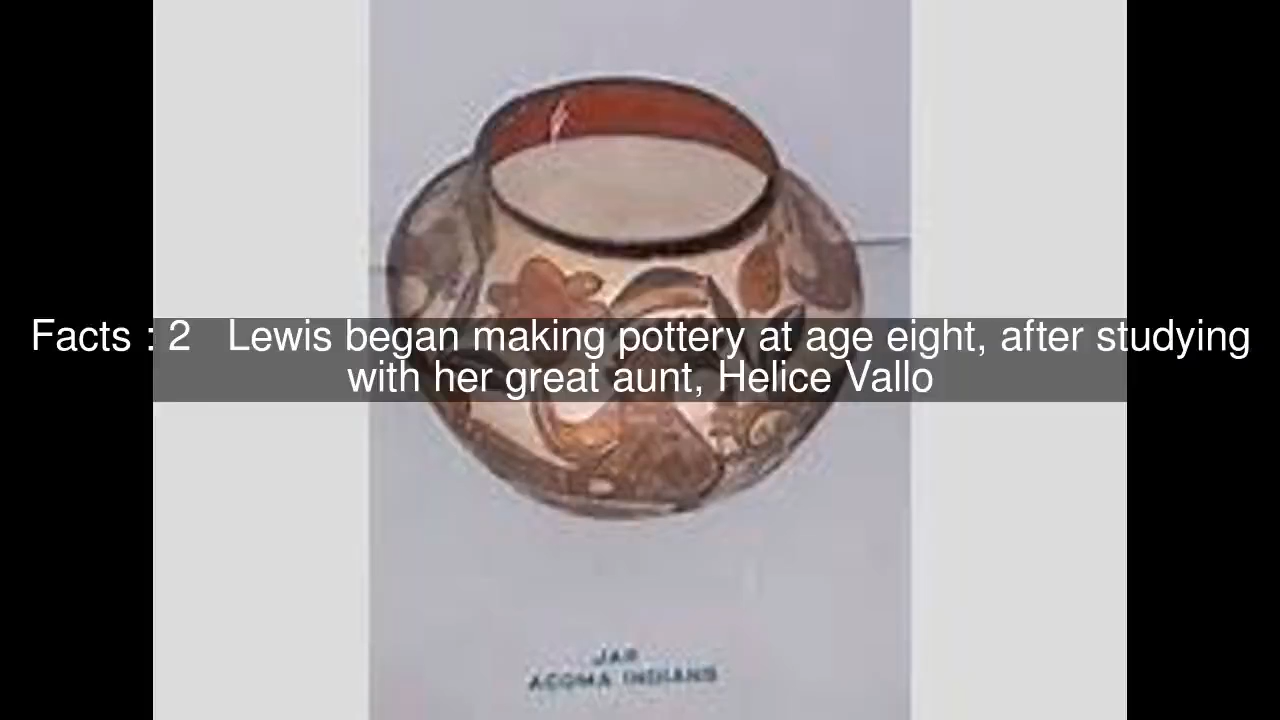 Facts : 2 Lewis began making pottery at age eight, after studying
with her great aunt, Helice Vallo
JAR
ACOMA INDIANS